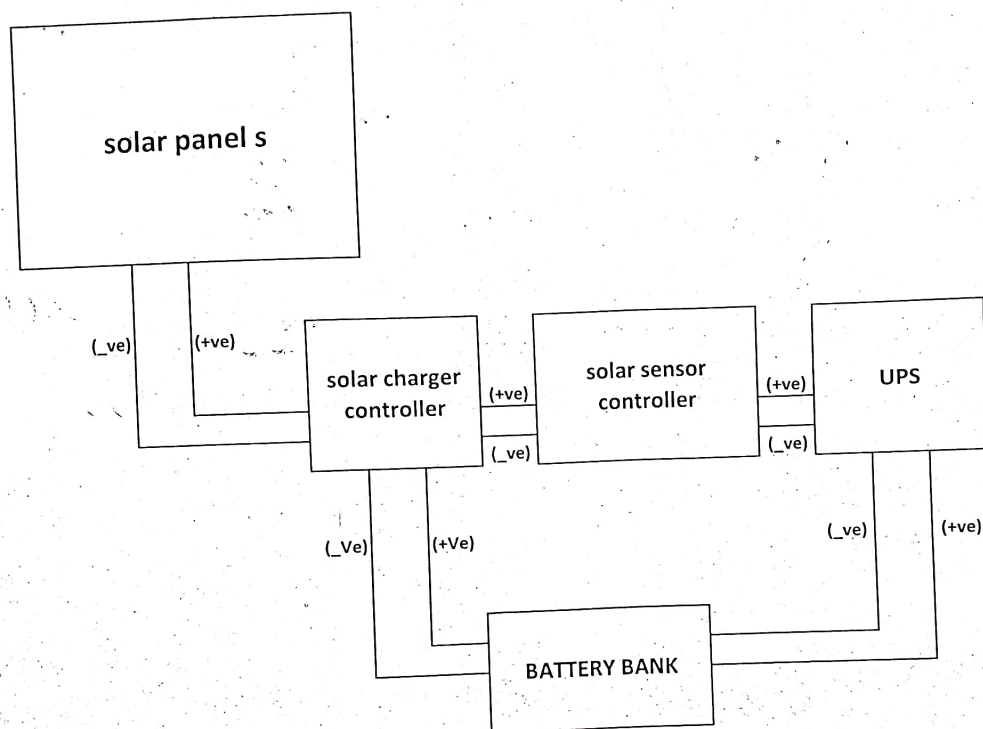 solar panel s
(_ve)
(+ve)
solar charger
controller
(+ve)
(_ve)
solar sensor
controller
(+ve)
(_ve)
UPS
(_Ve)
(+Ve)
(_ve)
(+ve)
BATTERY BANK